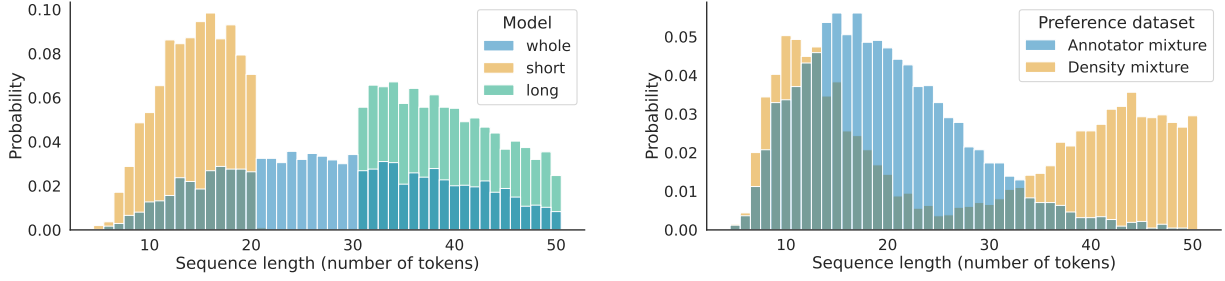 0.10
0.08
0.06
0.04
0.02
0.00
Probability
10
20
30
40
50
Sequence length (number of tokens)
Model
whole
short
long
0.05
0.04
0.03
0.02
0.01
0.00
Probability
10
20
30
40
50
Sequence length (number of tokens)
Preference dataset
Annotator mixture
Density mixture